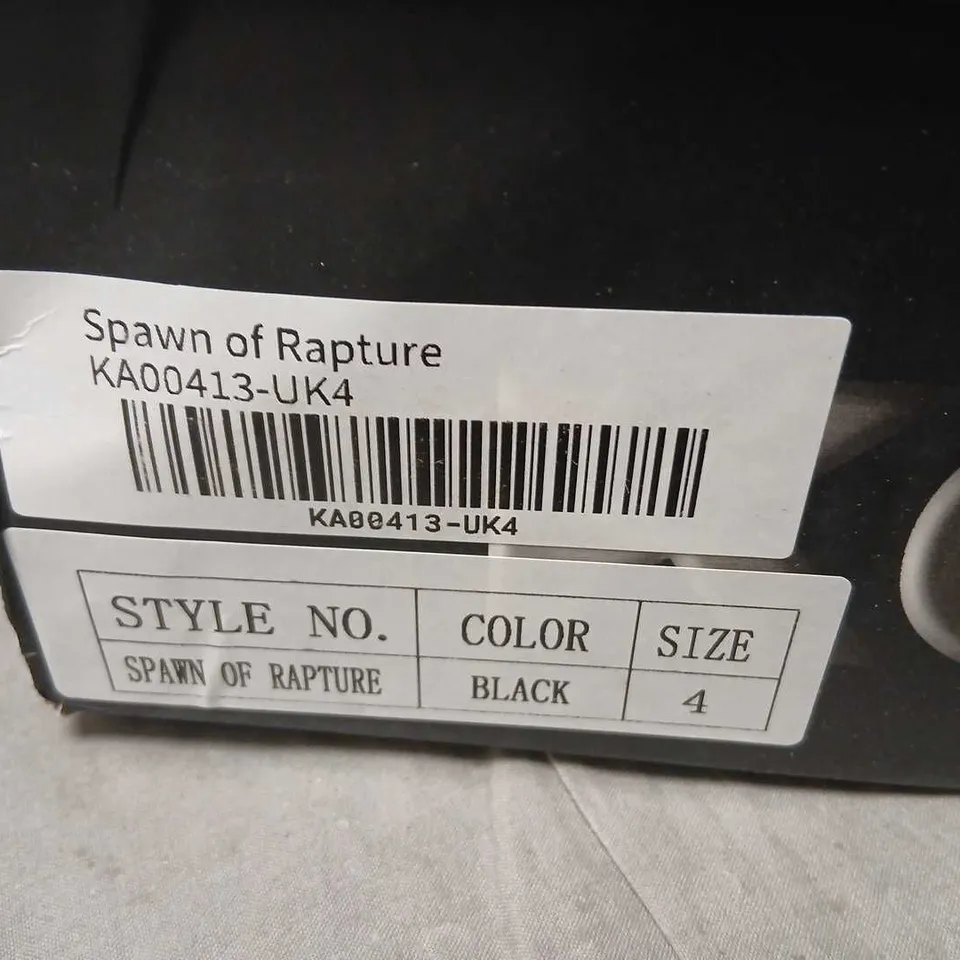 Spawn of Rapture
KA00413-UK4
KA00413-UK4
STYLE NO. COLOR SIZE
SPAWN OF RAPTURE BLACK 4